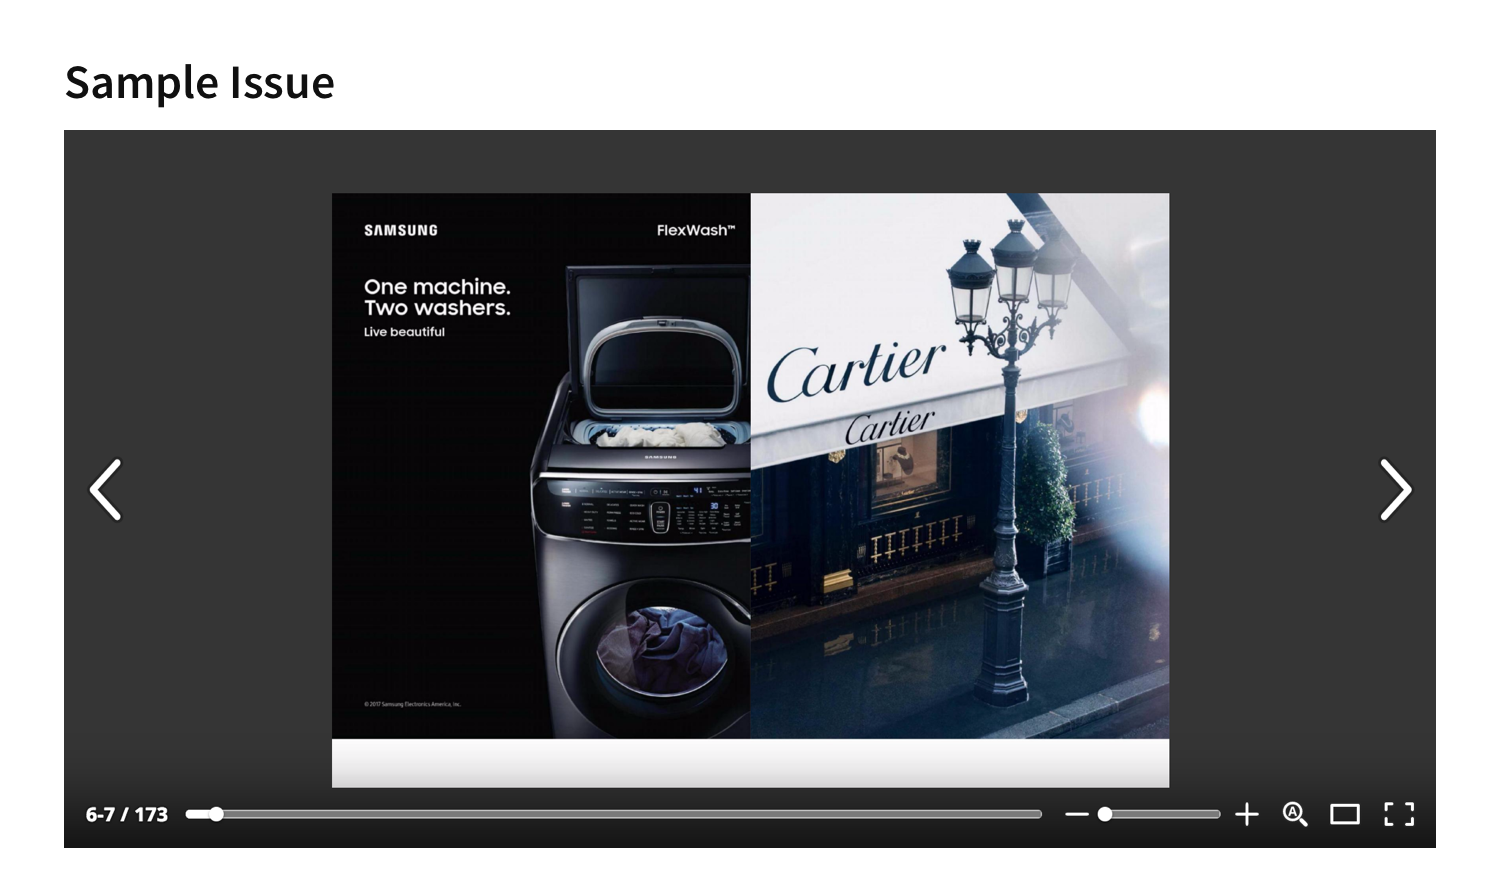 Sample Issue
SAMSUNG
FlexWash™
One machine.
Two washers.
Live beautiful
SAMSUNG
© 2017 Samsung Electronics America, Inc.
Cartier
Cartier
6-7 / 173